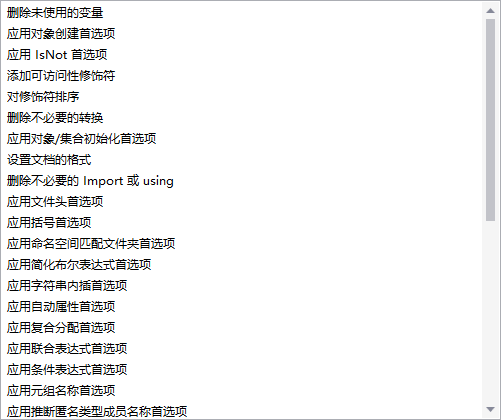 删除未使用的变量
应用对象创建首选项
应用 IsNot 首选项
添加可访问性修饰符
对修饰符排序
删除不必要的转换
应用对象/集合初始化首选项
设置文档的格式
删除不必要的 Import 或 using
应用文件头首选项
应用括号首选项
应用命名空间匹配文件夹首选项
应用简化布尔表达式首选项
应用字符串内插首选项
应用自动属性首选项
应用复合分配首选项
应用联合表达式首选项
应用条件表达式首选项
应用元组名称首选项
应用推断匿名类型成员名称首选项